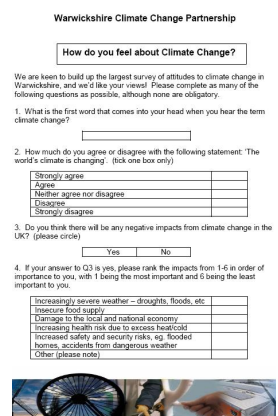 Warwickshire Climate Change Partnership
How do you feel about Climate Change?
We are keen to build up the largest survey of attitudes to climate change in
Warwickshire, and we'd like your views! Please complete as many of the
following questions as possible, although none are obligatory.
1. What is the first word that comes into your head when you hear the term
climate change?
2. How much do you agree or disagree with the following statement: 'The
world's climate is changing'. (tick one box only)
Strongly agree
Agree
Neither agree nor disagree
Disagree
Strongly disagree
3. Do you think there will be any negative impacts from climate change in the
UK? (please circle)
Yes No
4. If your answer to Q3 is yes, please rank the impacts from 1-6 in order of
importance to you, with 1 being the most important and 6 being the least
important to you.
Increasingly severe weather – droughts, floods, etc
Insecure food supply
Damage to the local and national economy
Increasing health risk due to excess heat/cold
Increased safety and security risks, eg. flooded
homes, accidents from dangerous weather
Other (please note)